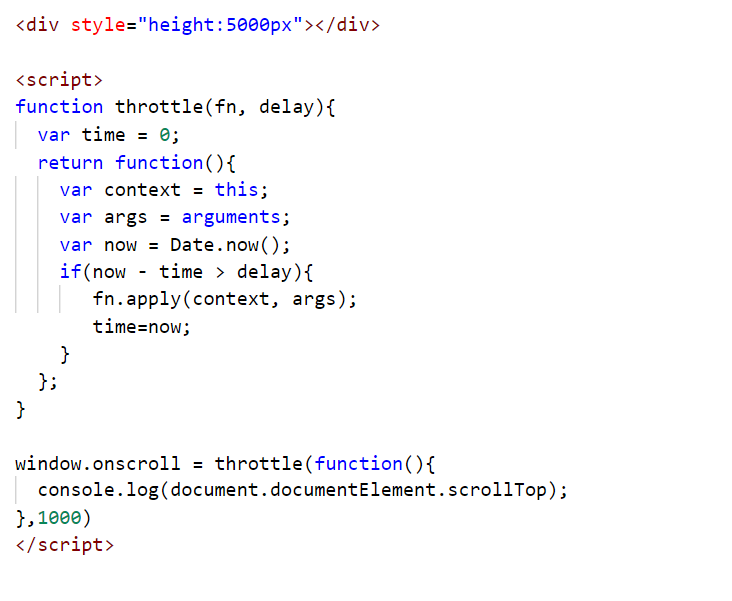 <div style="height:5000px"></div>
<script>
function throttle(fn, delay){
  var time = 0;
  return function(){
    var context = this;
    var args = arguments;
    var now = Date.now();
    if(now - time > delay){
       fn.apply(context, args);
       time=now;
    }
  };
}
window.onscroll = throttle(function(){
  console.log(document.documentElement.scrollTop);
},1000)
</script>